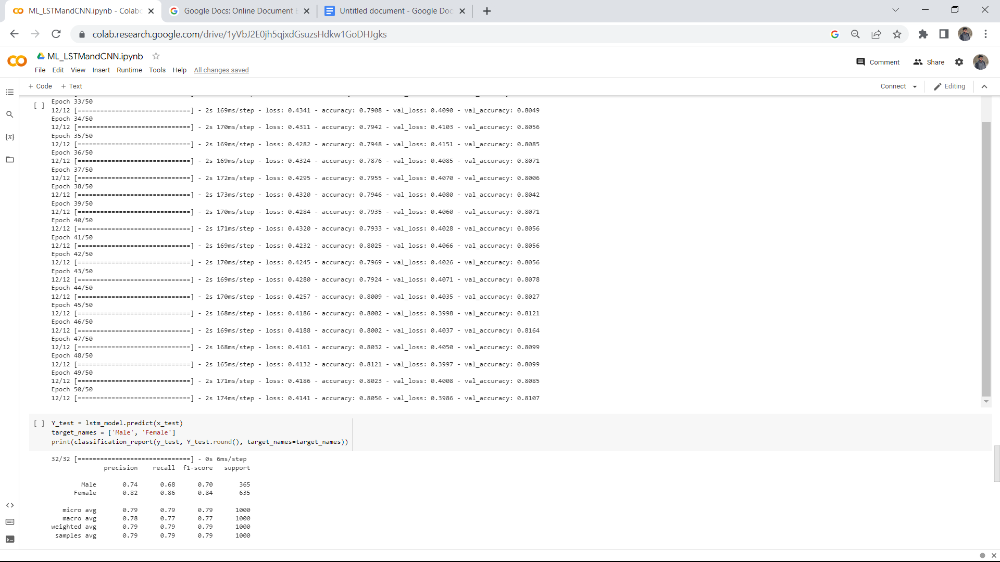 ML_LSTMandCNN.ipynb - Colab
Google Docs: Online Document E
Untitled document - Google Doc
colab.research.google.com/drive/1yVbJ2E0jh5qjxdGsuzsHdkw1GoDHJgks
ML_LSTMandCNN.ipynb
File Edit View Insert Runtime Tools Help All changes saved
Comment Share
+ Code + Text
Connect Editing
[ ] Epoch 33/50
12/12 [==============================] - 2s 169ms/step - loss: 0.4341 - accuracy: 0.7908 - val_loss: 0.4090 - val_accuracy: 0.8049
Epoch 34/50
12/12 [==============================] - 2s 170ms/step - loss: 0.4311 - accuracy: 0.7942 - val_loss: 0.4103 - val_accuracy: 0.8056
Epoch 35/50
12/12 [==============================] - 2s 169ms/step - loss: 0.4282 - accuracy: 0.7948 - val_loss: 0.4151 - val_accuracy: 0.8085
Epoch 36/50
12/12 [==============================] - 2s 169ms/step - loss: 0.4324 - accuracy: 0.7876 - val_loss: 0.4085 - val_accuracy: 0.8071
Epoch 37/50
12/12 [==============================] - 2s 172ms/step - loss: 0.4295 - accuracy: 0.7955 - val_loss: 0.4070 - val_accuracy: 0.8006
Epoch 38/50
12/12 [==============================] - 2s 173ms/step - loss: 0.4320 - accuracy: 0.7946 - val_loss: 0.4080 - val_accuracy: 0.8042
Epoch 39/50
12/12 [==============================] - 2s 170ms/step - loss: 0.4284 - accuracy: 0.7935 - val_loss: 0.4060 - val_accuracy: 0.8071
Epoch 40/50
12/12 [==============================] - 2s 171ms/step - loss: 0.4320 - accuracy: 0.7933 - val_loss: 0.4028 - val_accuracy: 0.8056
Epoch 41/50
12/12 [==============================] - 2s 169ms/step - loss: 0.4232 - accuracy: 0.8025 - val_loss: 0.4066 - val_accuracy: 0.8056
Epoch 42/50
12/12 [==============================] - 2s 170ms/step - loss: 0.4245 - accuracy: 0.7969 - val_loss: 0.4026 - val_accuracy: 0.8056
Epoch 43/50
12/12 [==============================] - 2s 169ms/step - loss: 0.4280 - accuracy: 0.7924 - val_loss: 0.4071 - val_accuracy: 0.8078
Epoch 44/50
12/12 [==============================] - 2s 170ms/step - loss: 0.4257 - accuracy: 0.8009 - val_loss: 0.4035 - val_accuracy: 0.8027
Epoch 45/50
12/12 [==============================] - 2s 168ms/step - loss: 0.4186 - accuracy: 0.8002 - val_loss: 0.3998 - val_accuracy: 0.8121
Epoch 46/50
12/12 [==============================] - 2s 169ms/step - loss: 0.4188 - accuracy: 0.8002 - val_loss: 0.4037 - val_accuracy: 0.8164
Epoch 47/50
12/12 [==============================] - 2s 168ms/step - loss: 0.4161 - accuracy: 0.8032 - val_loss: 0.4050 - val_accuracy: 0.8099
Epoch 48/50
12/12 [==============================] - 2s 165ms/step - loss: 0.4132 - accuracy: 0.8121 - val_loss: 0.3997 - val_accuracy: 0.8099
Epoch 49/50
12/12 [==============================] - 2s 171ms/step - loss: 0.4186 - accuracy: 0.8023 - val_loss: 0.4008 - val_accuracy: 0.8085
Epoch 50/50
12/12 [==============================] - 2s 174ms/step - loss: 0.4141 - accuracy: 0.8056 - val_loss: 0.3986 - val_accuracy: 0.8107
[ ] Y_test = lstm_model.predict(x_test)
target_names = ['Male', 'Female']
print(classification_report(y_test, Y_test.round(), target_names=target_names))
32/32 [==============================] - 0s 6ms/step
precision recall f1-score support
Male 0.74 0.68 0.70 365
Female 0.82 0.86 0.84 635
micro avg 0.79 0.79 0.79 1000
macro avg 0.78 0.77 0.77 1000
weighted avg 0.79 0.79 0.79 1000
samples avg 0.79 0.79 0.79 1000